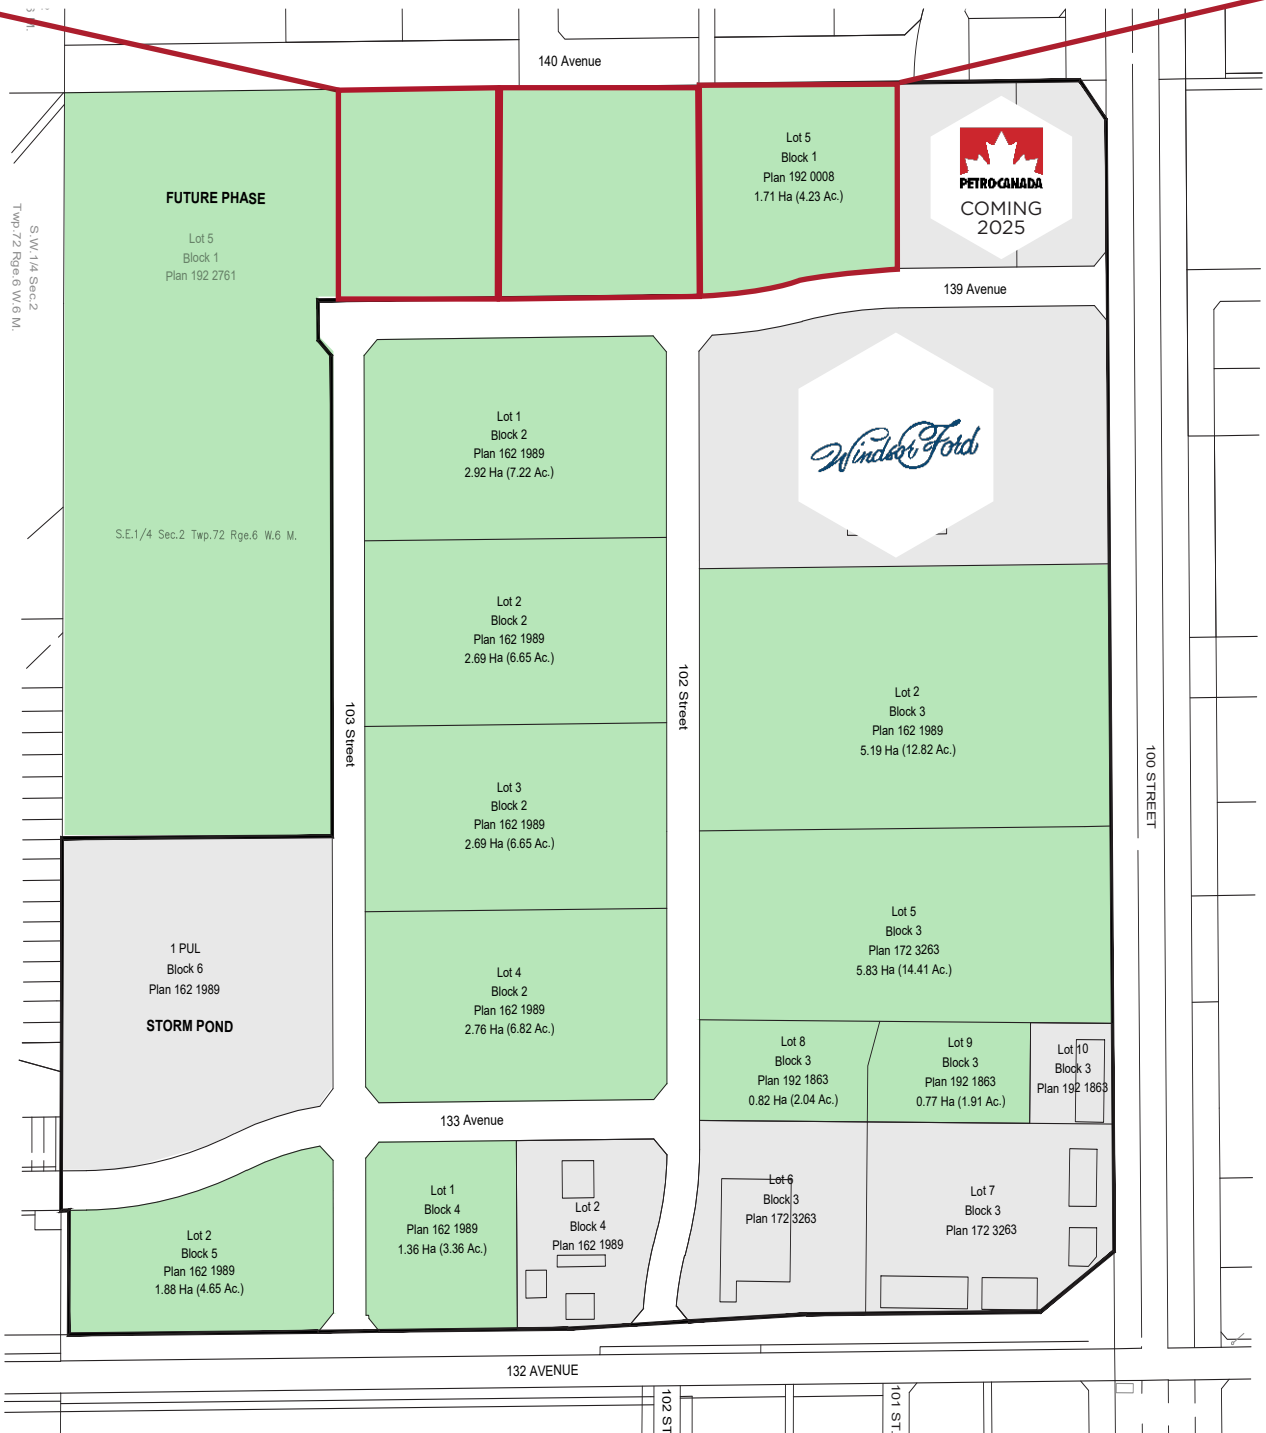 140 Avenue
Lot 5
Block 1
Plan 192 0008
1.71 Ha (4.23 Ac.)
PETRO-CANADA
COMING
2025
FUTURE PHASE
Lot 5
Block 1
Plan 192 2761
S.W.1/4 Sec.2
Twp.72 Rge.6 W.6 M.
139 Avenue
Lot 1
Block 2
Plan 162 1989
2.92 Ha (7.22 Ac.)
Windsor Ford
S.E.1/4 Sec.2 Twp.72 Rge.6 W.6 M.
Lot 2
Block 2
Plan 162 1989
2.69 Ha (6.65 Ac.)
103 Street
102 Street
Lot 2
Block 3
Plan 162 1989
5.19 Ha (12.82 Ac.)
100 STREET
Lot 3
Block 2
Plan 162 1989
2.69 Ha (6.65 Ac.)
Lot 5
Block 3
Plan 172 3263
5.83 Ha (14.41 Ac.)
1 PUL
Block 6
Plan 162 1989
STORM POND
Lot 4
Block 2
Plan 162 1989
2.76 Ha (6.82 Ac.)
Lot 8
Block 3
Plan 192 1863
0.82 Ha (2.04 Ac.)
Lot 9
Block 3
Plan 192 1863
0.77 Ha (1.91 Ac.)
Lot 10
Block 3
Plan 192 1863
133 Avenue
Lot 2
Block 5
Plan 162 1989
1.88 Ha (4.65 Ac.)
Lot 1
Block 4
Plan 162 1989
1.36 Ha (3.36 Ac.)
Lot 2
Block 4
Plan 162 1989
Lot 6
Block 3
Plan 172 3263
Lot 7
Block 3
Plan 172 3263
132 AVENUE
102 ST
101 ST.